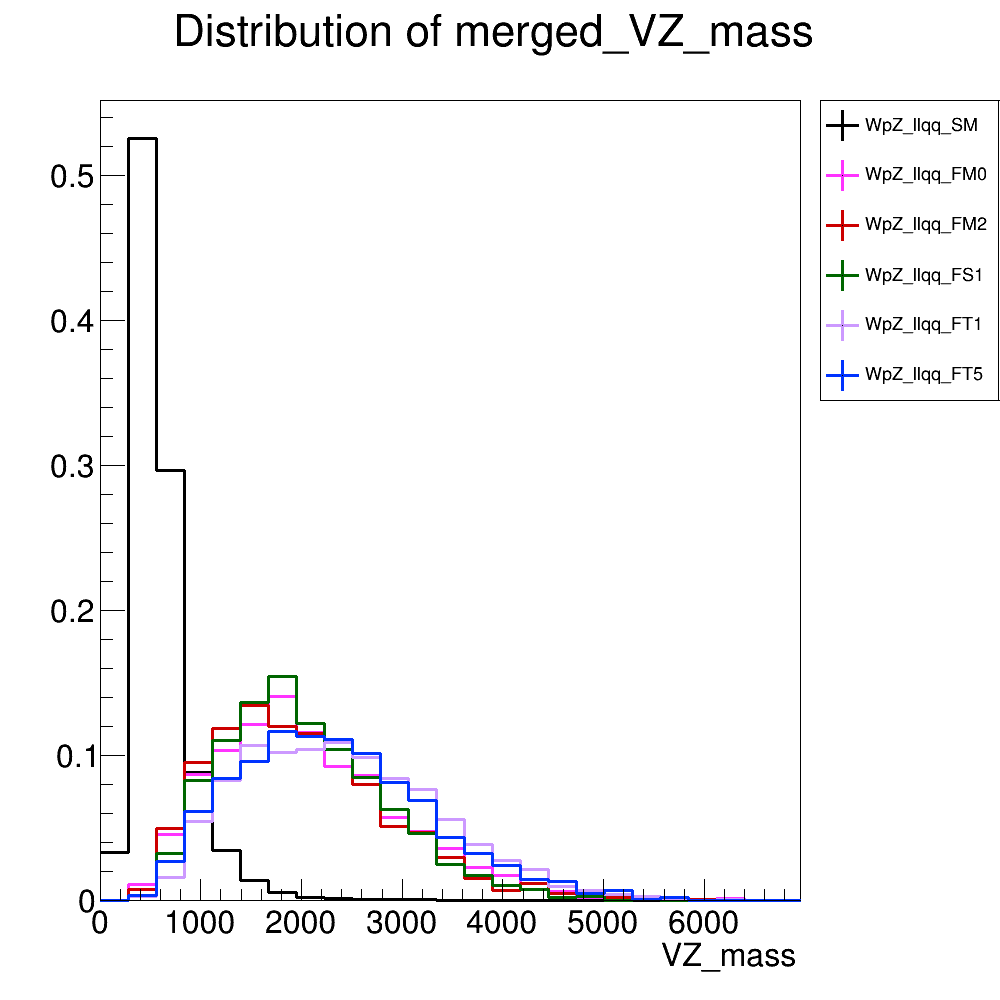 Distribution of merged_VZ_mass
WpZ_llqq_SM
WpZ_llqq_FM0
WpZ_llqq_FM2
WpZ_llqq_FS1
WpZ_llqq_FT1
WpZ_llqq_FT5
0.5
0.4
0.3
0.2
0.1
0
0 1000 2000 3000 4000 5000 6000
VZ_mass